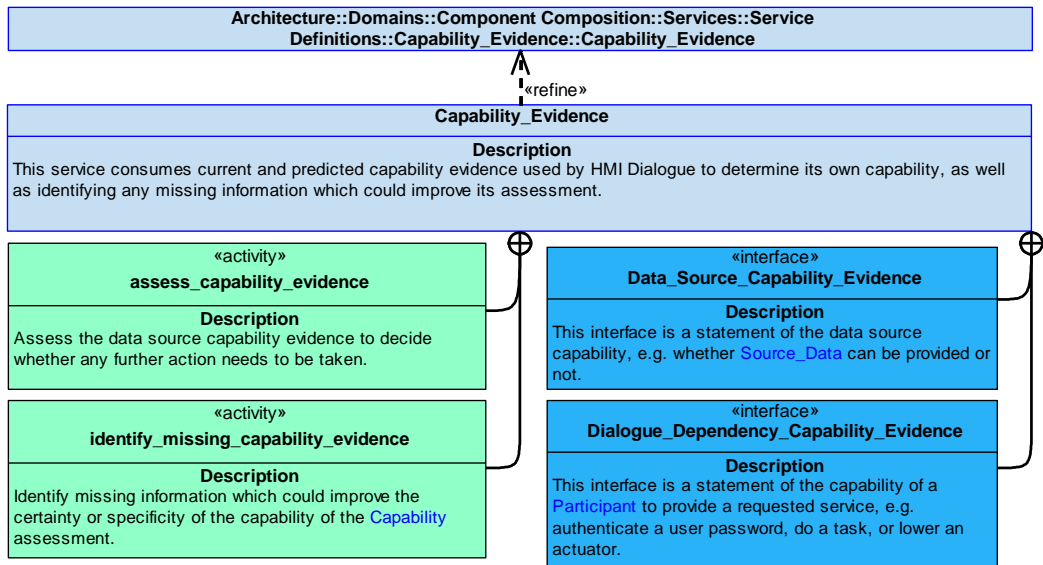 Architecture::Domains::Component Composition::Services::Service
Definitions::Capability_Evidence::Capability_Evidence
«refine»
Capability_Evidence
Description
This service consumes current and predicted capability evidence used by HMI Dialogue to determine its own capability, as well
as identifying any missing information which could improve its assessment.
«activity»
assess_capability_evidence
Description
Assess the data source capability evidence to decide
whether any further action needs to be taken.
«interface»
Data_Source_Capability_Evidence
Description
This interface is a statement of the data source
capability, e.g. whether Source_Data can be provided or
not.
«activity»
identify_missing_capability_evidence
Description
Identify missing information which could improve the
certainty or specificity of the capability of the Capability
assessment.
«interface»
Dialogue_Dependency_Capability_Evidence
Description
This interface is a statement of the capability of a
Participant to provide a requested service, e.g.
authenticate a user password, do a task, or lower an
actuator.